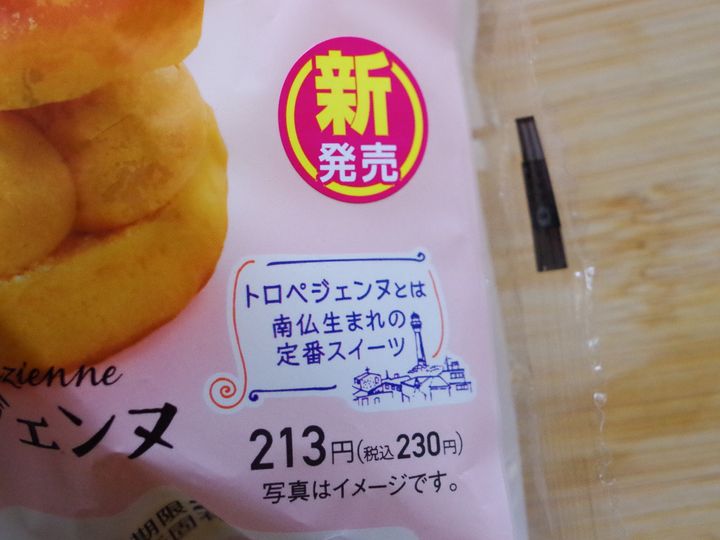 新
発売
トロペジェンヌとは
南仏生まれの
定番スイーツ
zienne
ェンヌ
213円(税込230円)
写真はイメージです。
期限